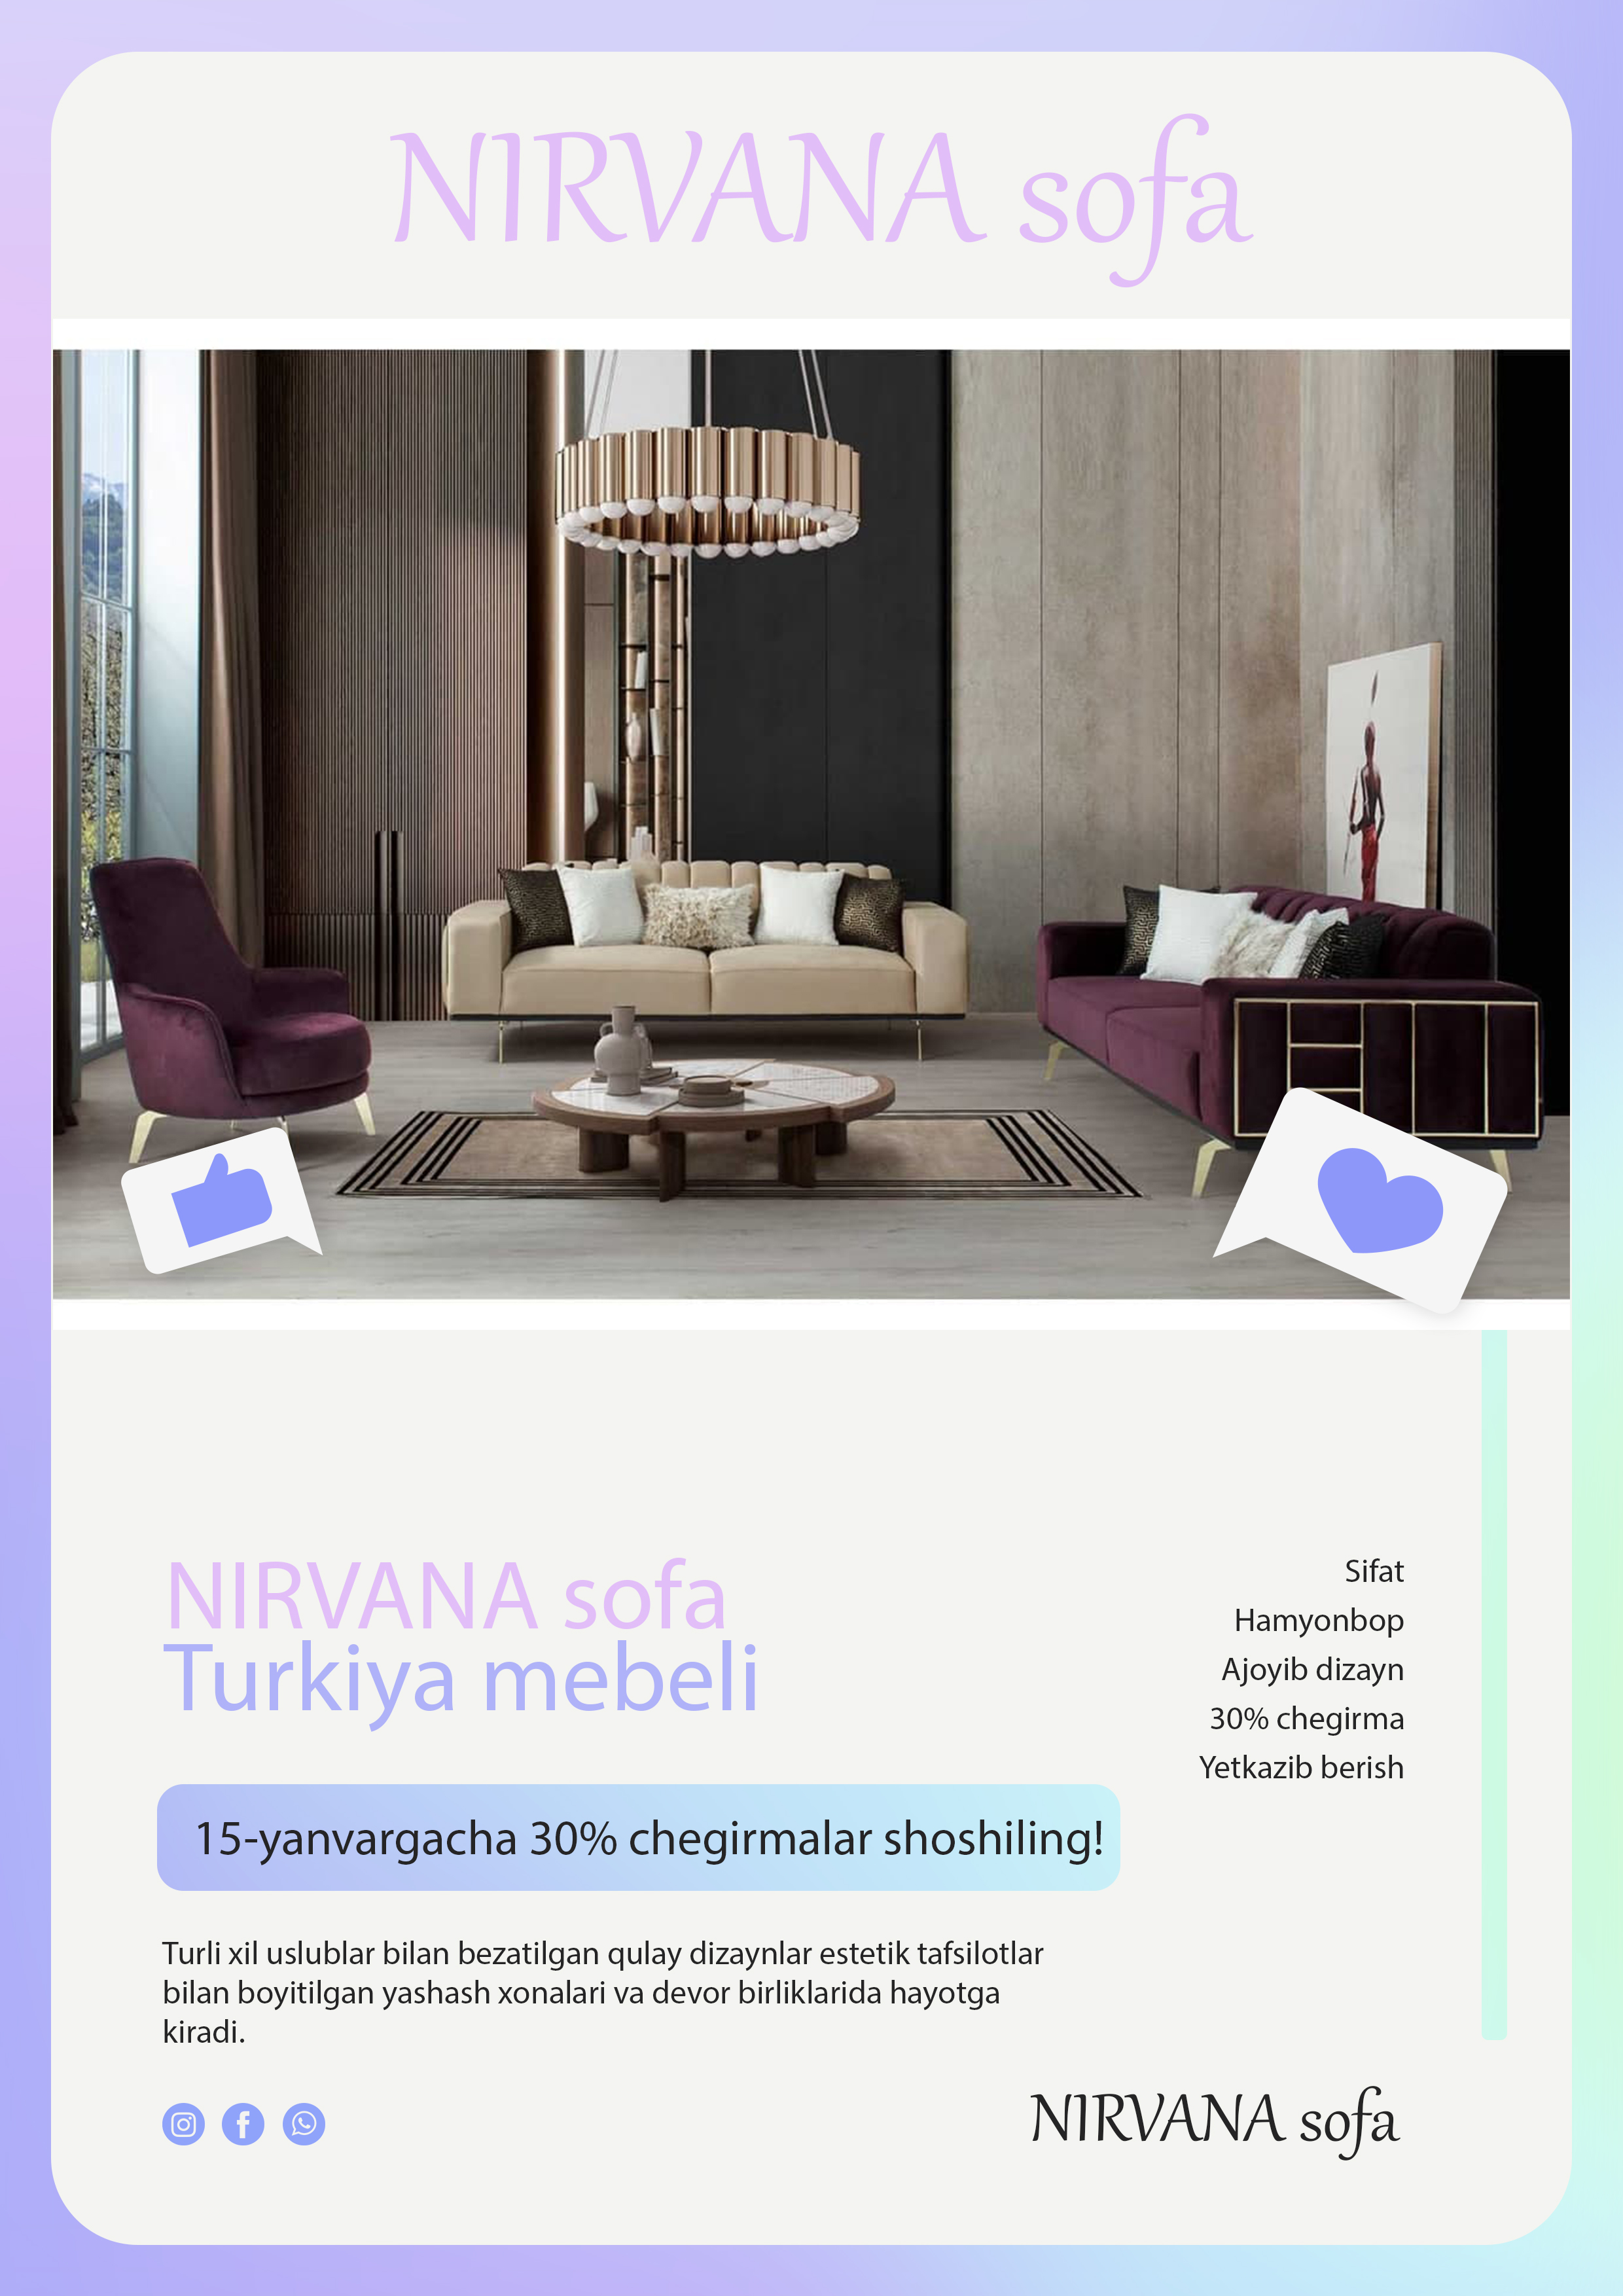 NIRVANA sofa
NIRVANA sofa
Turkiya mebeli
Sifat
Hamyonbop
Ajoyib dizayn
30% chegirma
Yetkazib berish
15-yanvargacha 30% chegirmalar shoshiling!
Turli xil uslublar bilan bezatilgan qulay dizaynlar estetik tafsilotlar
bilan boyitilgan yashash xonalari va devor birliklarida hayotga
kiradi.
NIRVANA sofa